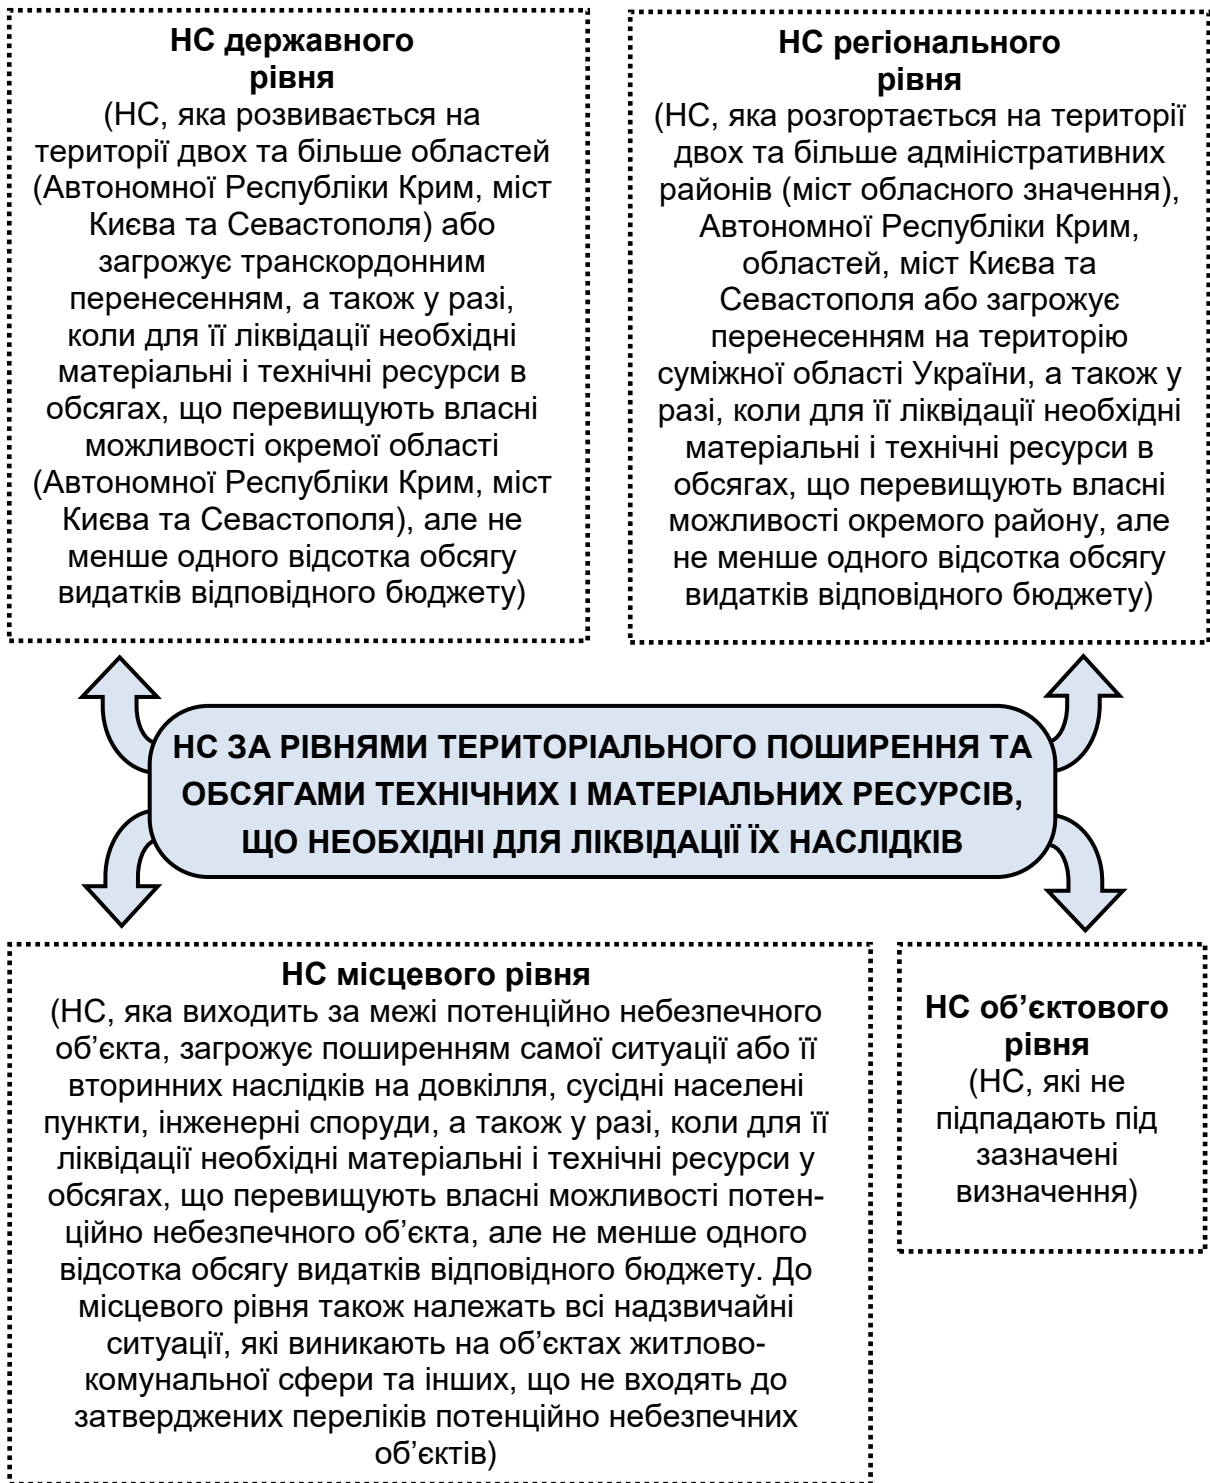 НС державного
рівня
(НС, яка розвивається на
території двох та більше областей
(Автономної Республіки Крим, міст
Києва та Севастополя) або
загрожує транскордонним
перенесенням, а також у разі,
коли для її ліквідації необхідні
матеріальні і технічні ресурси в
обсягах, що перевищують власні
можливості окремої області
(Автономної Республіки Крим, міст
Києва та Севастополя), але не
менше одного відсотка обсягу
видатків відповідного бюджету)
НС регіонального
рівня
(НС, яка розгортається на території
двох та більше адміністративних
районів (міст обласного значення),
Автономної Республіки Крим,
областей, міст Києва та
Севастополя або загрожує
перенесенням на територію
суміжної області України, а також у
разі, коли для її ліквідації необхідні
матеріальні і технічні ресурси в
обсягах, що перевищують власні
можливості окремого району, але
не менше одного відсотка обсягу
видатків відповідного бюджету)
НС ЗА РІВНЯМИ ТЕРИТОРІАЛЬНОГО ПОШИРЕННЯ ТА
ОБСЯГАМИ ТЕХНІЧНИХ І МАТЕРІАЛЬНИХ РЕСУРСІВ,
ЩО НЕОБХІДНІ ДЛЯ ЛІКВІДАЦІЇ ЇХ НАСЛІДКІВ
НС місцевого рівня
(НС, яка виходить за межі потенційно небезпечного
об’єкта, загрожує поширенням самої ситуації або її
вторинних наслідків на довкілля, сусідні населені
пункти, інженерні споруди, а також у разі, коли для її
ліквідації необхідні матеріальні і технічні ресурси у
обсягах, що перевищують власні можливості потен-
ційно небезпечного об’єкта, але не менше одного
відсотка обсягу видатків відповідного бюджету. До
місцевого рівня також належать всі надзвичайні
ситуації, які виникають на об’єктах житлово-
комунальної сфери та інших, що не входять до
затверджених переліків потенційно небезпечних
об’єктів)
НС об’єктового
рівня
(НС, які не
підпадають під
зазначені
визначення)